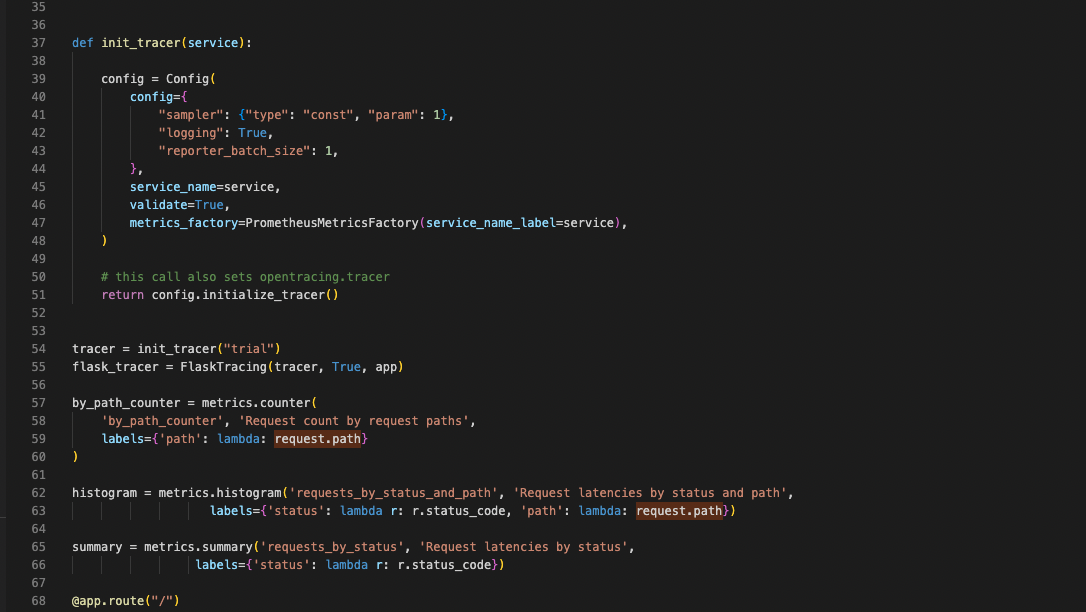 35
36
37 def init_tracer(service):
38
39     config = Config(
40         config={
41             "sampler": {"type": "const", "param": 1},
42             "logging": True,
43             "reporter_batch_size": 1,
44         },
45         service_name=service,
46         validate=True,
47         metrics_factory=PrometheusMetricsFactory(service_name_label=service),
48     )
49
50     # this call also sets opentracing.tracer
51     return config.initialize_tracer()
52
53
54 tracer = init_tracer("trial")
55 flask_tracer = FlaskTracing(tracer, True, app)
56
57 by_path_counter = metrics.counter(
58     'by_path_counter', 'Request count by request paths',
59     labels={'path': lambda: request.path}
60 )
61
62 histogram = metrics.histogram('requests_by_status_and_path', 'Request latencies by status and path',
63                    labels={'status': lambda r: r.status_code, 'path': lambda: request.path})
64
65 summary = metrics.summary('requests_by_status', 'Request latencies by status',
66                  labels={'status': lambda r: r.status_code})
67
68 @app.route("/")